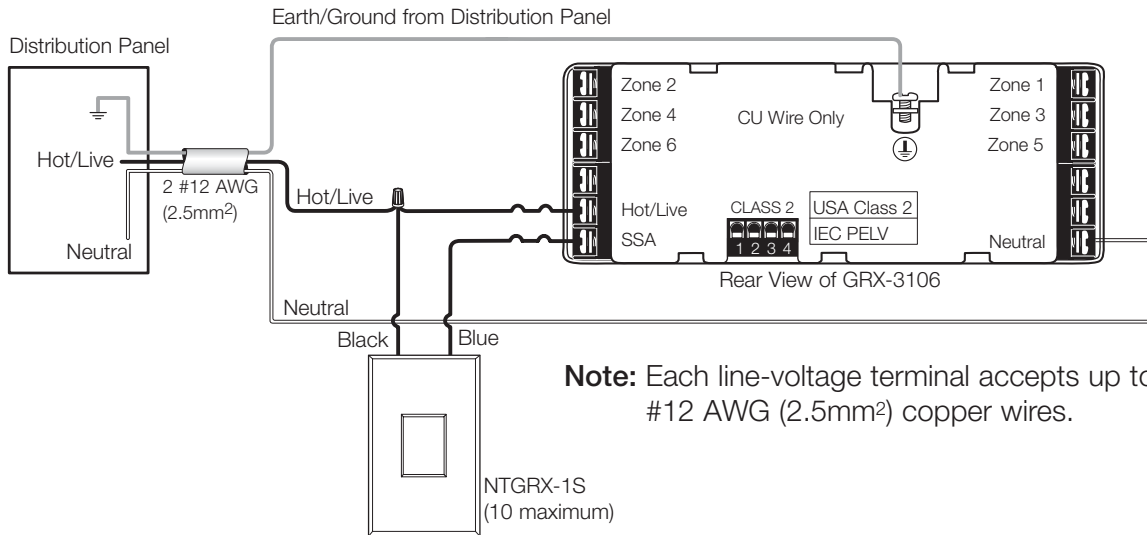 Earth/Ground from Distribution Panel
Distribution Panel
Zone 2
Zone 4
Zone 6
CU Wire Only
Zone 1
Zone 3
Zone 5
Hot/Live
2 #12 AWG
(2.5mm²)
Hot/Live
Hot/Live
SSA
CLASS 2
1 2 3 4
USA Class 2
IEC PELV
Neutral
Neutral
Rear View of GRX-3106
Neutral
Black
Blue
Note: Each line-voltage terminal accepts up to
#12 AWG (2.5mm²) copper wires.
NTGRX-1S
(10 maximum)